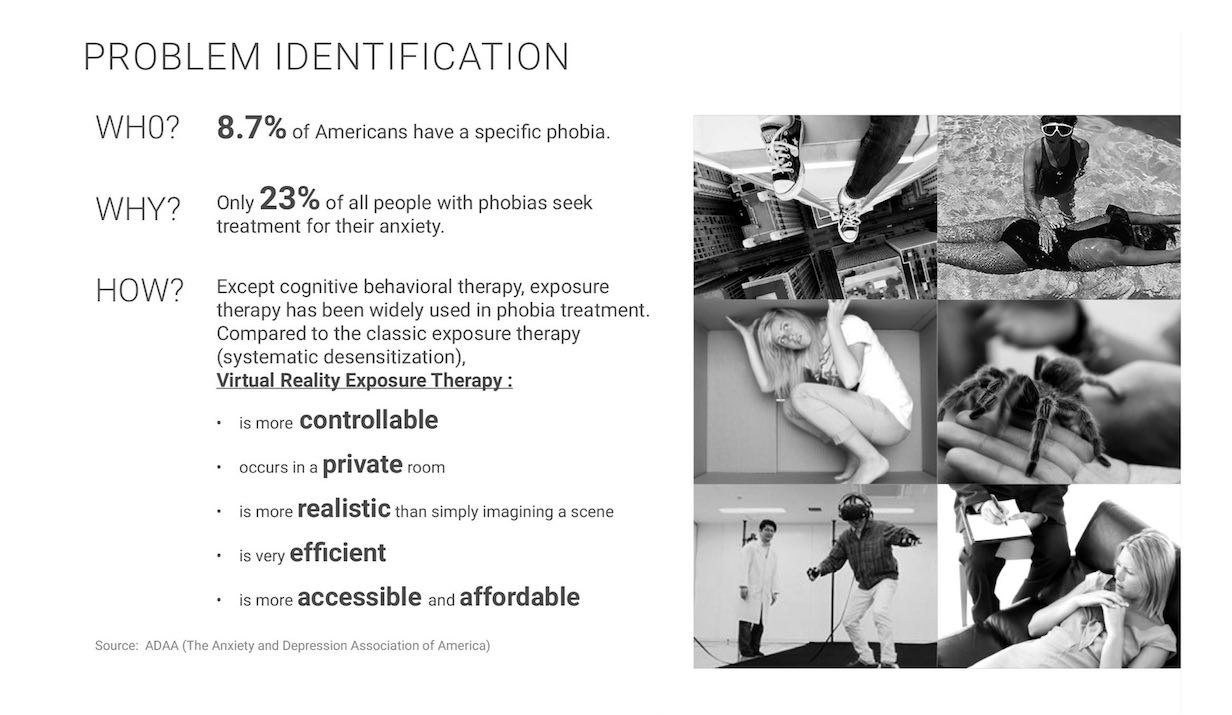 PROBLEM IDENTIFICATION
WHO?
8.7% of Americans have a specific phobia.
WHY?
Only 23% of all people with phobias seek
treatment for their anxiety.
HOW?
Except cognitive behavioral therapy, exposure
therapy has been widely used in phobia treatment.
Compared to the classic exposure therapy
(systematic desensitization),
Virtual Reality Exposure Therapy :
• is more controllable
• occurs in a private room
• is more realistic than simply imagining a scene
• is very efficient
• is more accessible and affordable
Source: ADAA (The Anxiety and Depression Association of America)